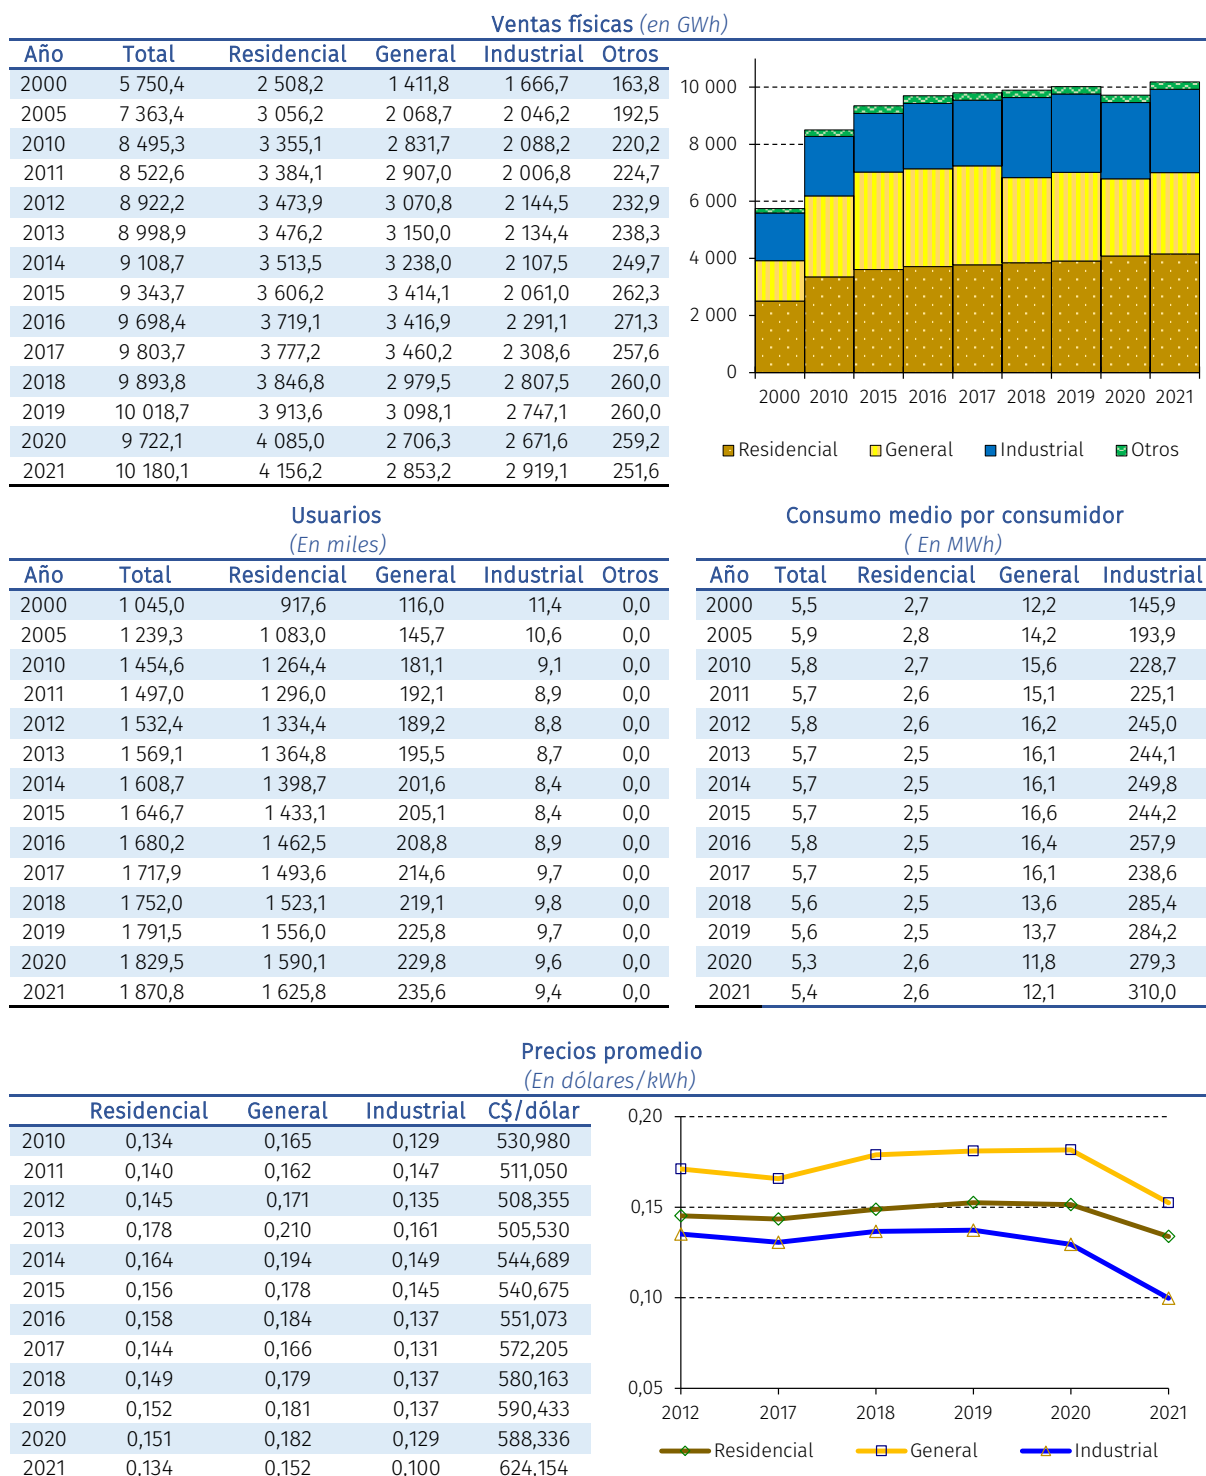 Ventas físicas (en GWh)
Año Total Residencial General Industrial Otros
2000 5 750,4 2 508,2 1 411,8 1 666,7 163,8
2005 7 363,4 3 056,2 2 068,7 2 046,2 192,5
2010 8 495,3 3 355,1 2 831,7 2 088,2 220,2
2011 8 522,6 3 384,1 2 907,0 2 006,8 224,7
2012 8 922,2 3 473,9 3 070,8 2 144,5 232,9
2013 8 998,9 3 476,2 3 150,0 2 134,4 238,3
2014 9 108,7 3 513,5 3 238,0 2 107,5 249,7
2015 9 343,7 3 606,2 3 414,1 2 061,0 262,3
2016 9 698,4 3 719,1 3 416,9 2 291,1 271,3
2017 9 803,7 3 777,2 3 460,2 2 308,6 257,6
2018 9 893,8 3 846,8 2 979,5 2 807,5 260,0
2019 10 018,7 3 913,6 3 098,1 2 747,1 260,0
2020 9 722,1 4 085,0 2 706,3 2 671,6 259,2
2021 10 180,1 4 156,2 2 853,2 2 919,1 251,6
10 000
8 000
6 000
4 000
2 000
0
2000 2010 2015 2016 2017 2018 2019 2020 2021
Residencial General Industrial Otros
Usuarios
(En miles)
Año Total Residencial General Industrial Otros
2000 1 045,0 917,6 116,0 11,4 0,0
2005 1 239,3 1 083,0 145,7 10,6 0,0
2010 1 454,6 1 264,4 181,1 9,1 0,0
2011 1 497,0 1 296,0 192,1 8,9 0,0
2012 1 532,4 1 334,4 189,2 8,8 0,0
2013 1 569,1 1 364,8 195,5 8,7 0,0
2014 1 608,7 1 398,7 201,6 8,4 0,0
2015 1 646,7 1 433,1 205,1 8,4 0,0
2016 1 680,2 1 462,5 208,8 8,9 0,0
2017 1 717,9 1 493,6 214,6 9,7 0,0
2018 1 752,0 1 523,1 219,1 9,8 0,0
2019 1 791,5 1 556,0 225,8 9,7 0,0
2020 1 829,5 1 590,1 229,8 9,6 0,0
2021 1 870,8 1 625,8 235,6 9,4 0,0
Consumo medio por consumidor
( En MWh)
Año Total Residencial General Industrial
2000 5,5 2,7 12,2 145,9
2005 5,9 2,8 14,2 193,9
2010 5,8 2,7 15,6 228,7
2011 5,7 2,6 15,1 225,1
2012 5,8 2,6 16,2 245,0
2013 5,7 2,5 16,1 244,1
2014 5,7 2,5 16,1 249,8
2015 5,7 2,5 16,6 244,2
2016 5,8 2,5 16,4 257,9
2017 5,7 2,5 16,1 238,6
2018 5,6 2,5 13,6 285,4
2019 5,6 2,5 13,7 284,2
2020 5,3 2,6 11,8 279,3
2021 5,4 2,6 12,1 310,0
Precios promedio
(En dólares/kWh)
Residencial General Industrial C$/dólar
2010 0,134 0,165 0,129 530,980
2011 0,140 0,162 0,147 511,050
2012 0,145 0,171 0,135 508,355
2013 0,178 0,210 0,161 505,530
2014 0,164 0,194 0,149 544,689
2015 0,156 0,178 0,145 540,675
2016 0,158 0,184 0,137 551,073
2017 0,144 0,166 0,131 572,205
2018 0,149 0,179 0,137 580,163
2019 0,152 0,181 0,137 590,433
2020 0,151 0,182 0,129 588,336
2021 0,134 0,152 0,100 624,154
0,20
0,15
0,10
0,05
2012 2017 2018 2019 2020 2021
Residencial General Industrial